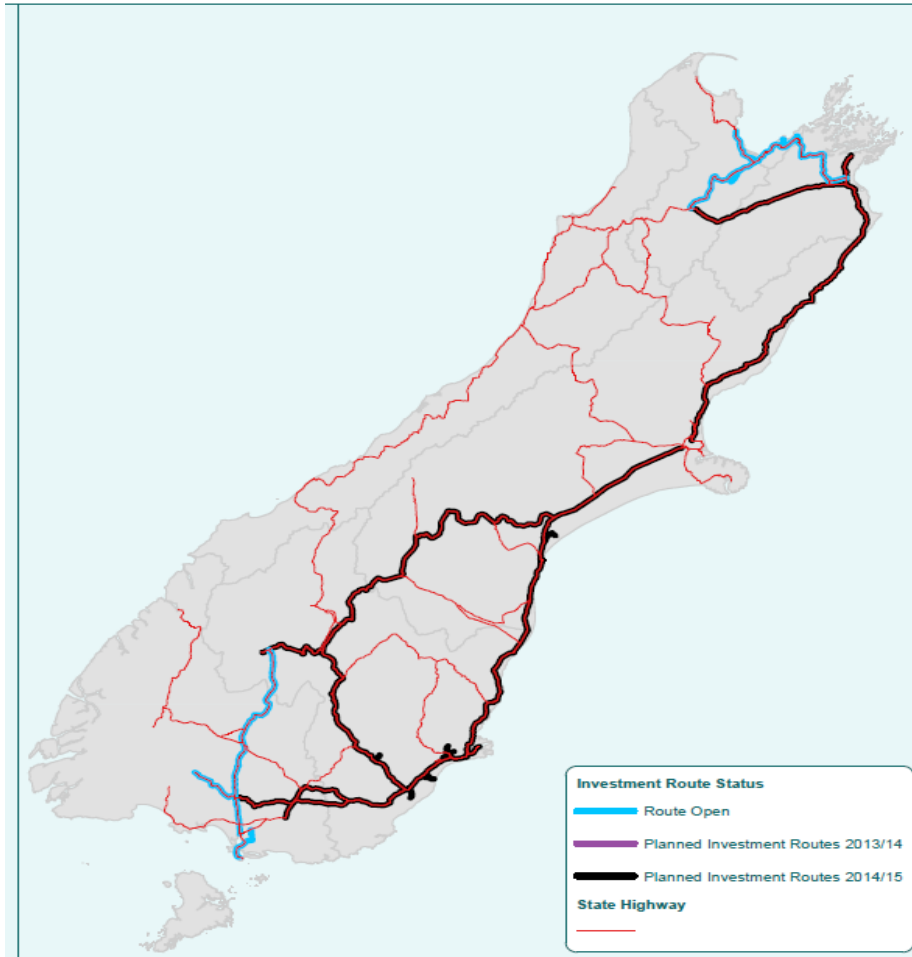 Investment Route Status
Route Open
Planned Investment Routes 2013/14
Planned Investment Routes 2014/15
State Highway